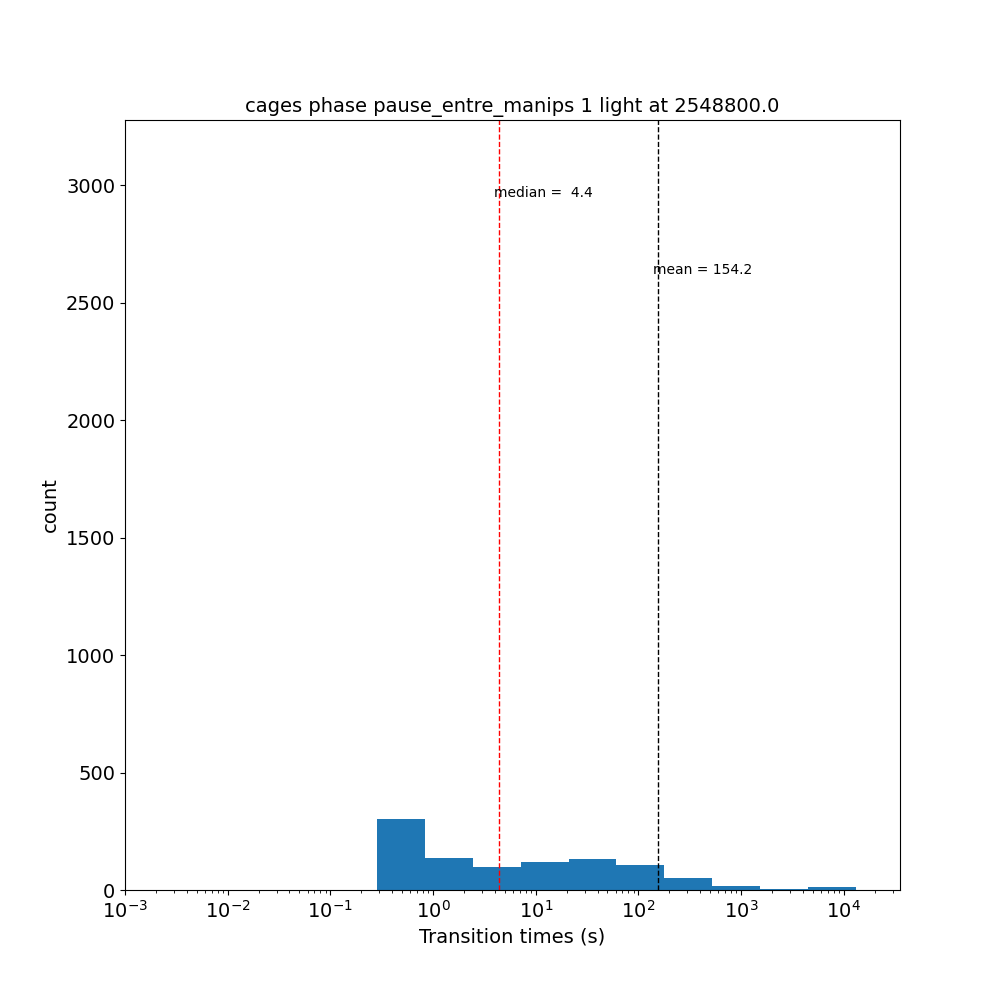 cages phase pause_entre_manips 1 light at 2548800.0
3000
median =  4.4
mean = 154.2
2500
2000
count
1500
1000
500
0
10⁻³ 10⁻² 10⁻¹ 10⁰ 10¹ 10² 10³ 10⁴
Transition times (s)